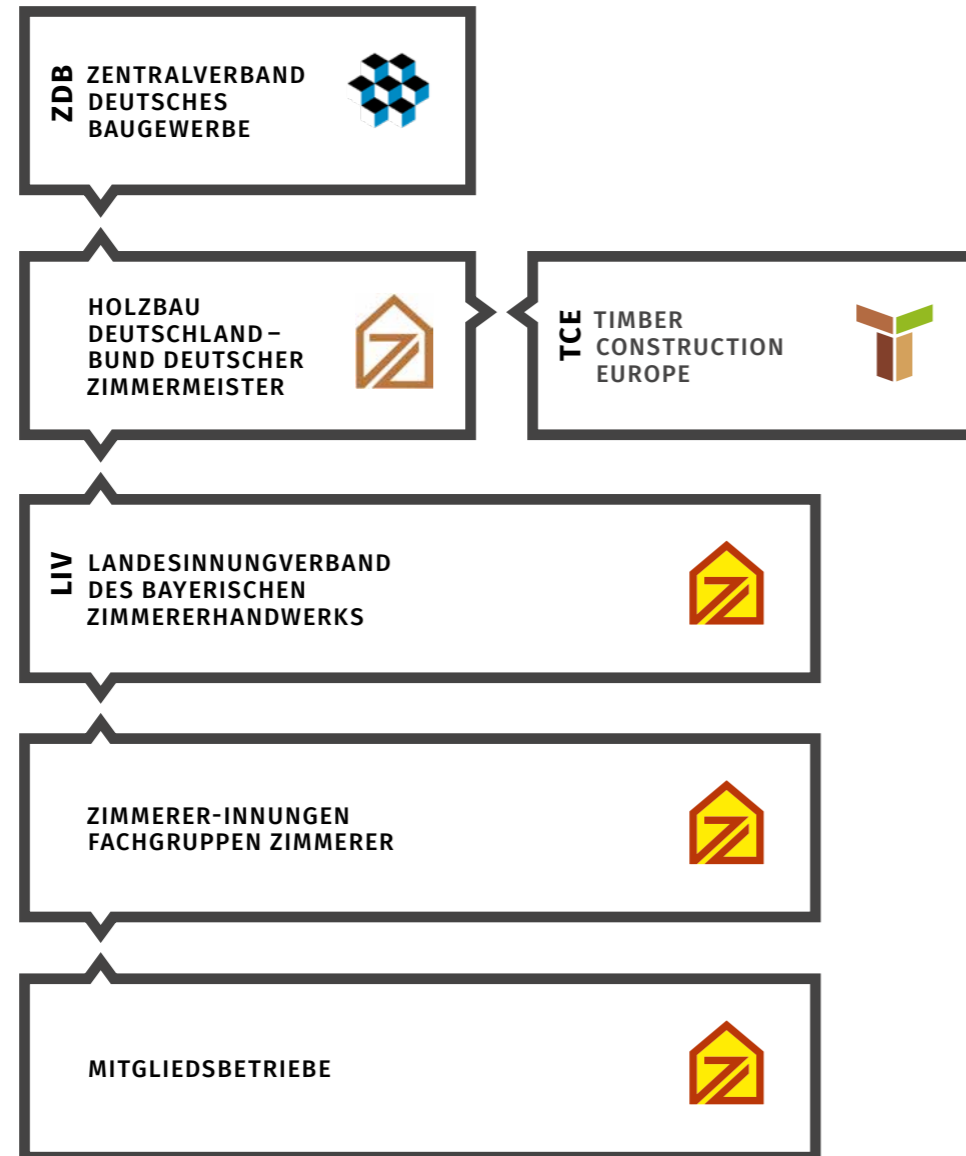 ZDB
ZENTRALVERBAND
DEUTSCHES
BAUGEWERBE
HOLZBAU
DEUTSCHLAND –
BUND DEUTSCHER
ZIMMERMEISTER
TCE
TIMBER
CONSTRUCTION
EUROPE
LIV
LANDESINNUNGVERBAND
DES BAYERISCHEN
ZIMMERERHANDWERKS
ZIMMERER-INNUNGEN
FACHGRUPPEN ZIMMERER
MITGLIEDSBETRIEBE